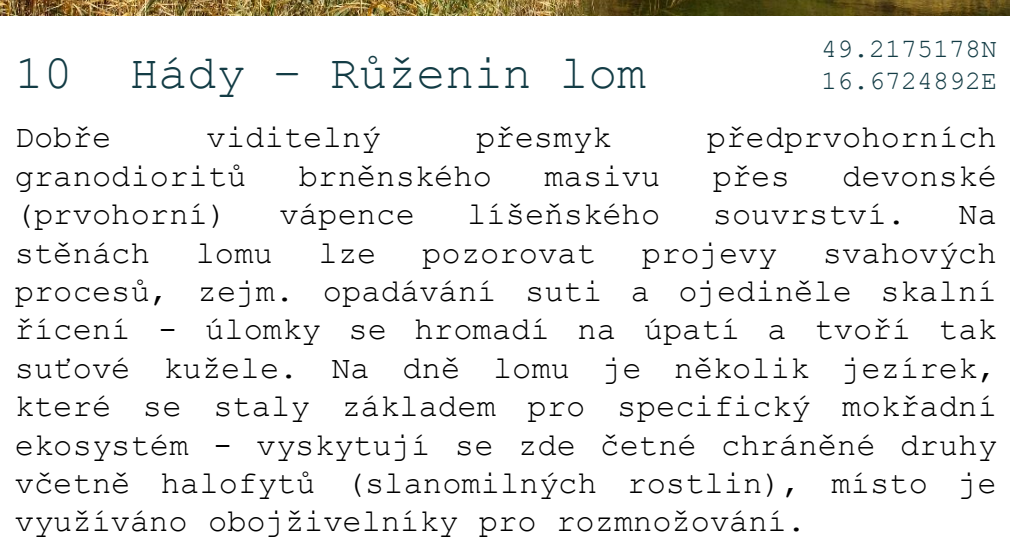 10 Hády – Růženin lom
49.2175178N
16.6724892E
Dobře viditelný přesmyk předprvohorních
granodioritů brněnského masivu přes devonské
(prvohorní) vápence líšeňského souvrství. Na
stěnách lomu lze pozorovat projevy svahových
procesů, zejm. opadávání suti a ojediněle skalní
řícení - úlomky se hromadí na úpatí a tvoří tak
suťové kužele. Na dně lomu je několik jezírek,
které se staly základem pro specifický mokřadní
ekosystém – vyskytují se zde četné chráněné druhy
včetně halofytů (slanomilných rostlin), místo je
využíváno obojživelníky pro rozmnožování.